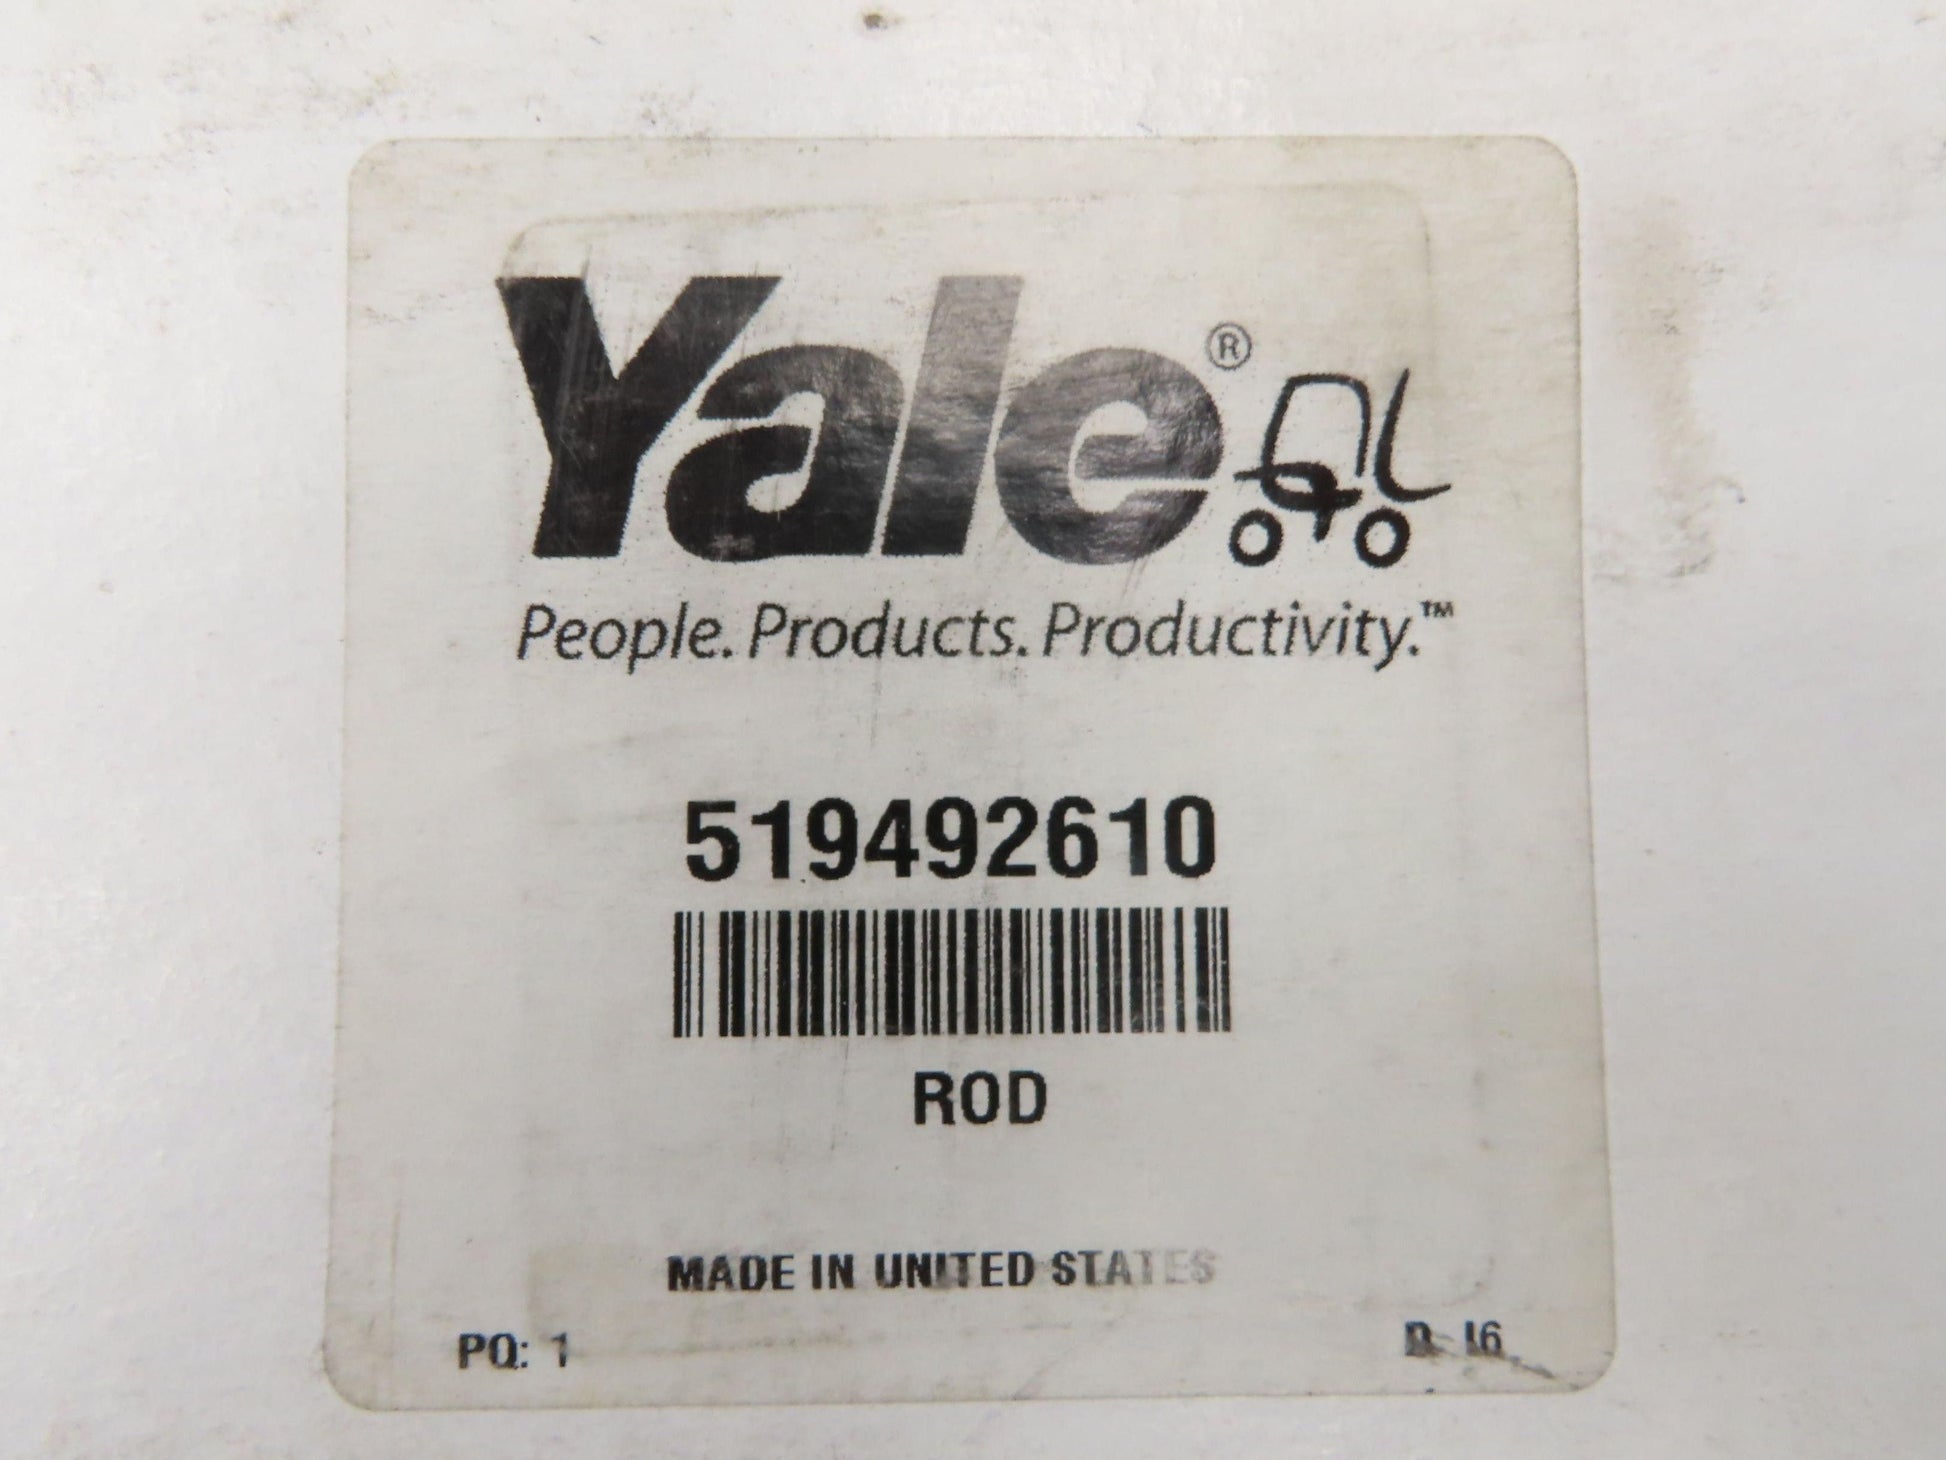 Yale®
People. Products. Productivity.™
519492610
ROD
MADE IN UNITED STATES
PQ: 1